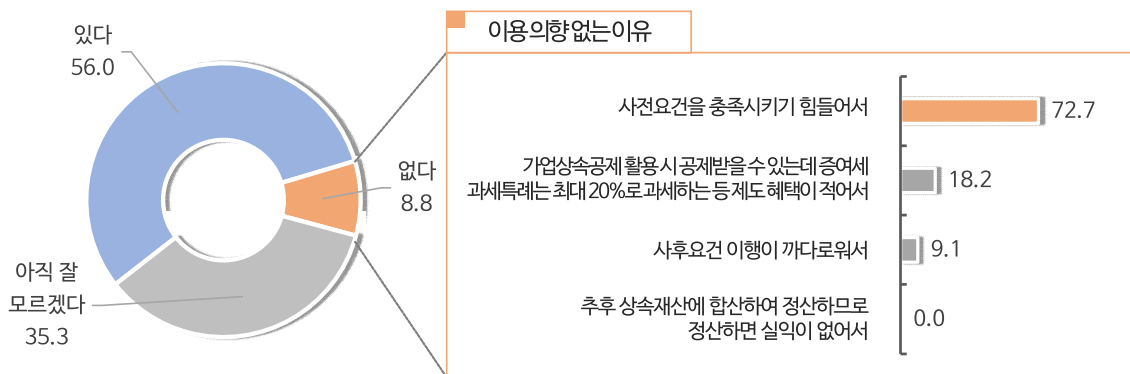 있다
56.0
없다
8.8
아직 잘
모르겠다
35.3
이용의향없는이유
사전요건을 충족시키기 힘들어서
72.7
가업상속공제 활용 시 공제받을 수 있는데 증여세
과세특례는 최대 20%로 과세하는 등 제도 혜택이 적어서
18.2
사후요건 이행이 까다로워서
9.1
추후 상속재산에 합산하여 정산하므로
정산하면 실익이 없어서
0.0